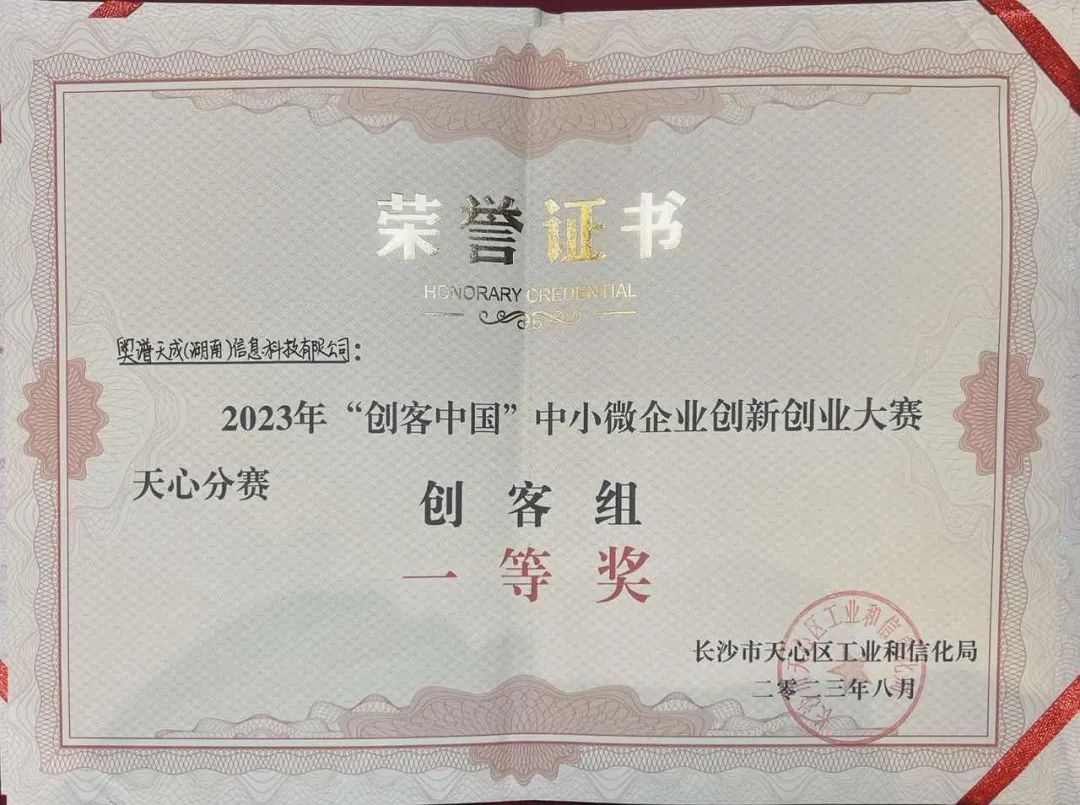 荣誉证书
HONORARY CREDENTIAL
奥谱天成(湖南)信息科技有限公司：
2023年“创客中国”中小微企业创新创业大赛
天心分赛
创客组
一等奖
长沙市天心区工业和信化局
二零二三年八月